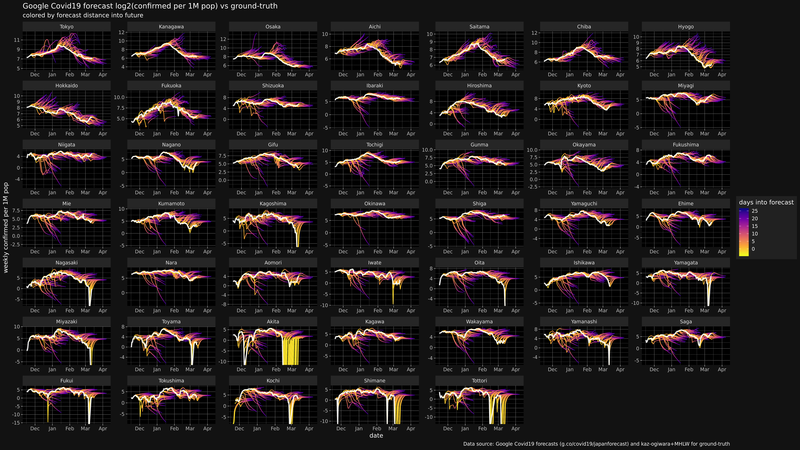 Google Covid19 forecast log2(confirmed per 1M pop) vs ground-truth
colored by forecast distance into future
Tokyo Kanagawa Osaka Aichi Saitama Chiba Hyogo
Hokkaido Fukuoka Shizuoka Ibaraki Hiroshima Kyoto Miyagi
Niigata Nagano Gifu Tochigi Gunma Okayama Fukushima
Mie Kumamoto Kagoshima Okinawa Shiga Yamaguchi Ehime
Nagasaki Nara Aomori Iwate Oita Ishikawa Yamagata
Miyazaki Toyama Akita Kagawa Wakayama Yamanashi Saga
Fukui Tokushima Kochi Shimane Tottori
Dec Jan Feb Mar Apr
weekly confirmed per 1M pop
date
days into forecast
25
20
15
10
5
0
Data source: Google Covid19 forecasts (g.co/covid19/japanforecast) and kaz-ogiwara+MHLW for ground-truth